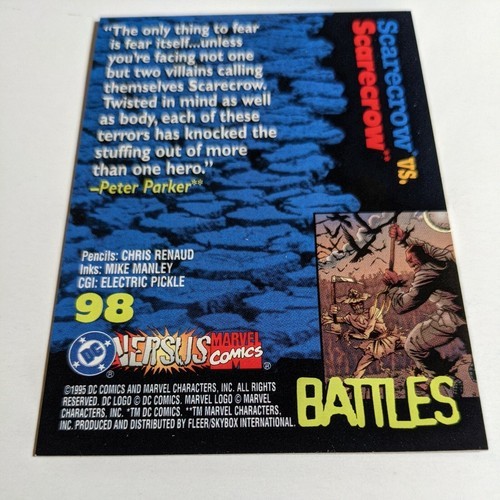 "The only thing to fear
is fear itself...unless
you're facing not one
but two villains calling
themselves Scarecrow.
Twisted in mind as well
as body, each of these
terrors has knocked the
stuffing out of more
than one hero."
–Peter Parker**
Scarecrow* vs.
Scarecrow**
Pencils: CHRIS RENAUD
Inks: MIKE MANLEY
CGI: ELECTRIC PICKLE
98
DC VERSUS MARVEL COMICS
©1995 DC COMICS AND MARVEL CHARACTERS, INC. ALL RIGHTS
RESERVED. DC LOGO © DC COMICS. MARVEL LOGO © MARVEL
CHARACTERS, INC. *TM DC COMICS. **TM MARVEL CHARACTERS,
INC. PRODUCED AND DISTRIBUTED BY FLEER/SKYBOX INTERNATIONAL.
BATTLES